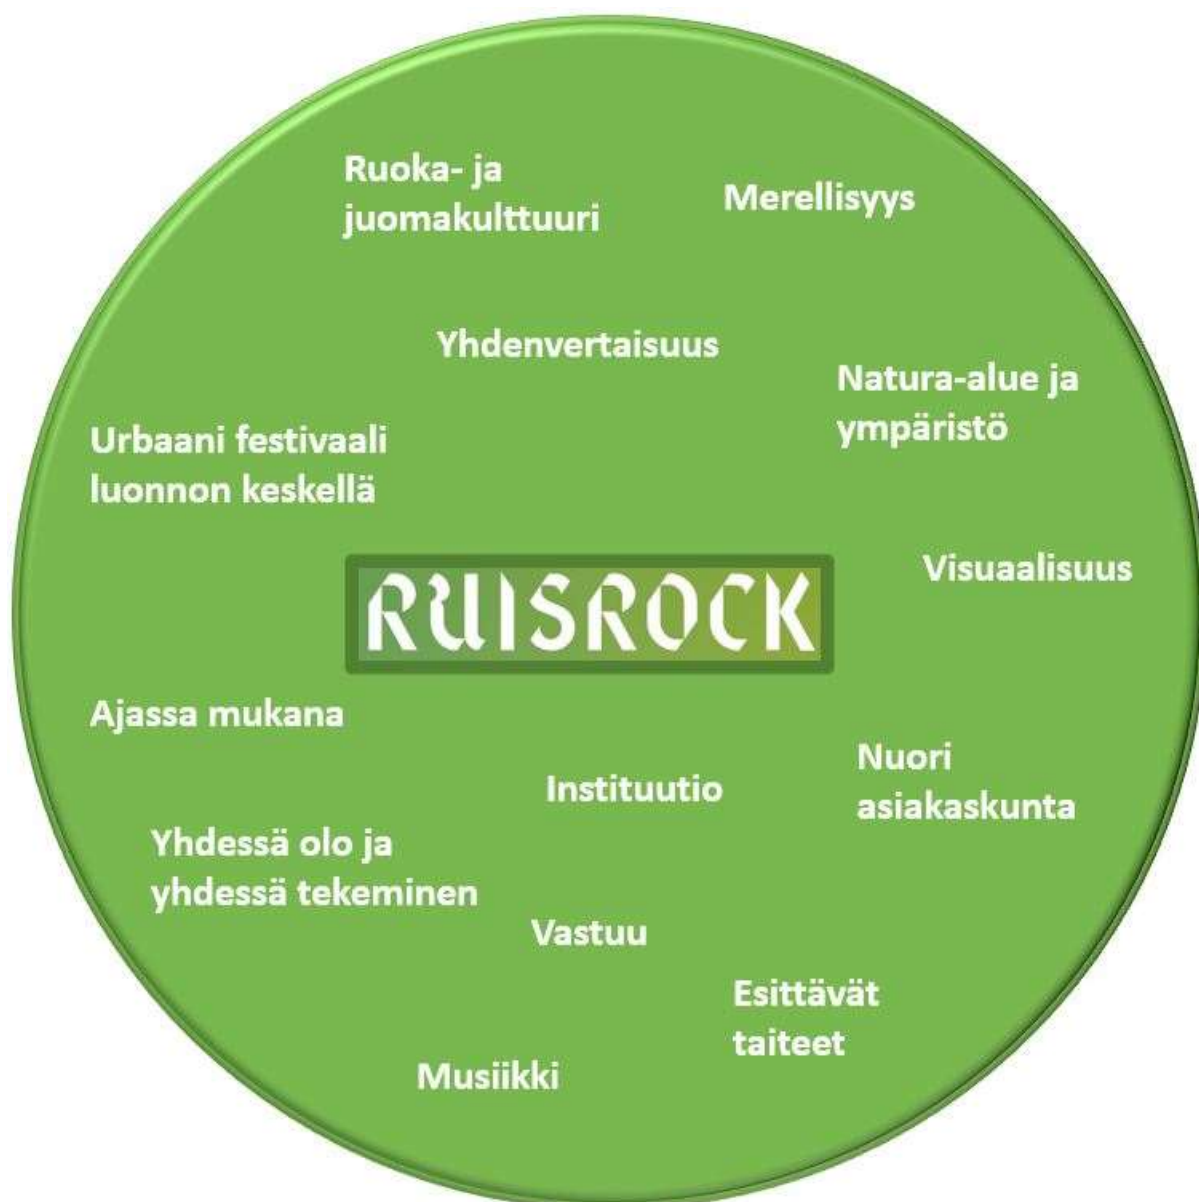 Ruoka- ja
juomakulttuuri
Merellisyys
Yhdenvertaisuus
Natura-alue ja
ympäristö
Urbaani festivaali
luonnon keskellä
Visuaalisuus
RUISROCK
Ajassa mukana
Nuori
asiakaskunta
Instituutio
Yhdessä olo ja
yhdessä tekeminen
Vastuu
Esittävät
taiteet
Musiikki